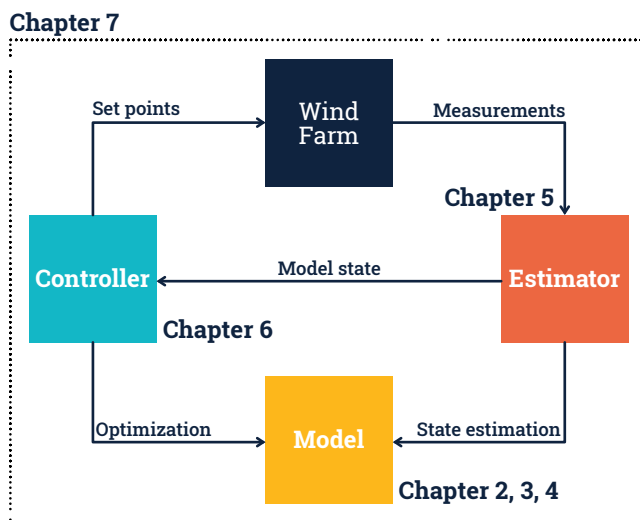 Chapter 7
Set points
Wind
Farm
Measurements
Chapter 5
Controller
Model state
Estimator
Chapter 6
Optimization
Model
State estimation
Chapter 2, 3, 4